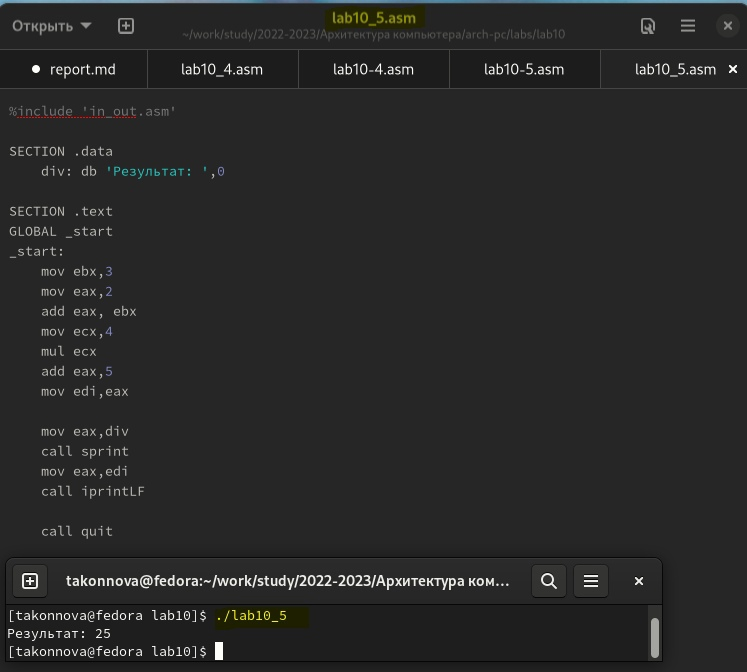 lab10_5.asm
Открыть
~/work/study/2022-2023/Архитектура компьютера/arch-pc/labs/lab10
report.md
lab10_4.asm
lab10-4.asm
lab10-5.asm
lab10_5.asm
%include 'in_out.asm'
SECTION .data
div: db 'Результат: ',0
SECTION .text
GLOBAL _start
_start:
mov ebx,3
mov eax,2
add eax, ebx
mov ecx,4
mul ecx
add eax,5
mov edi,eax
mov eax,div
call sprint
mov eax,edi
call iprintLF
call quit
takonnova@fedora:~/work/study/2022-2023/Архитектура ком...
[takonnova@fedora lab10]$ ./lab10_5
Результат: 25
[takonnova@fedora lab10]$